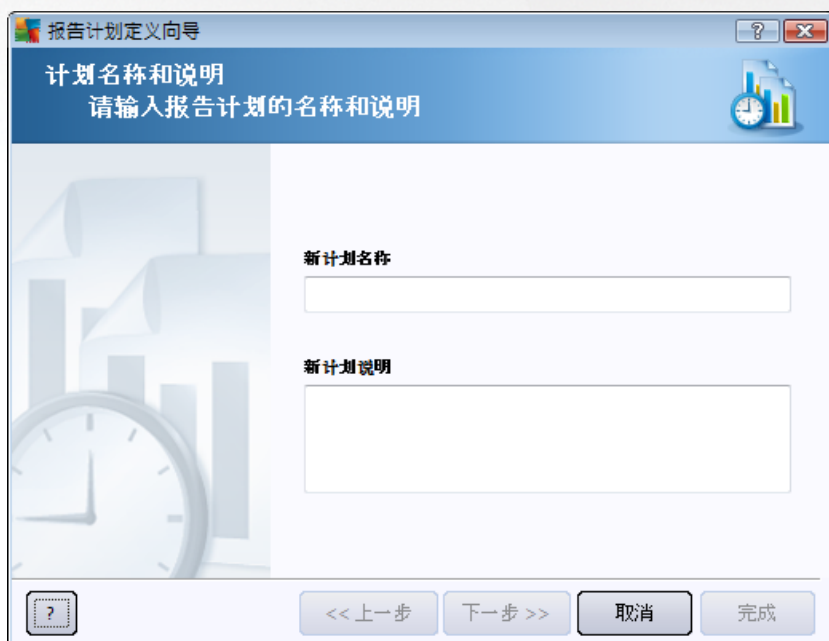 报告计划定义向导
?
计划名称和说明
请输入报告计划的名称和说明
新计划名称
新计划说明
?
<< 上一步
下一步 >>
取消
完成